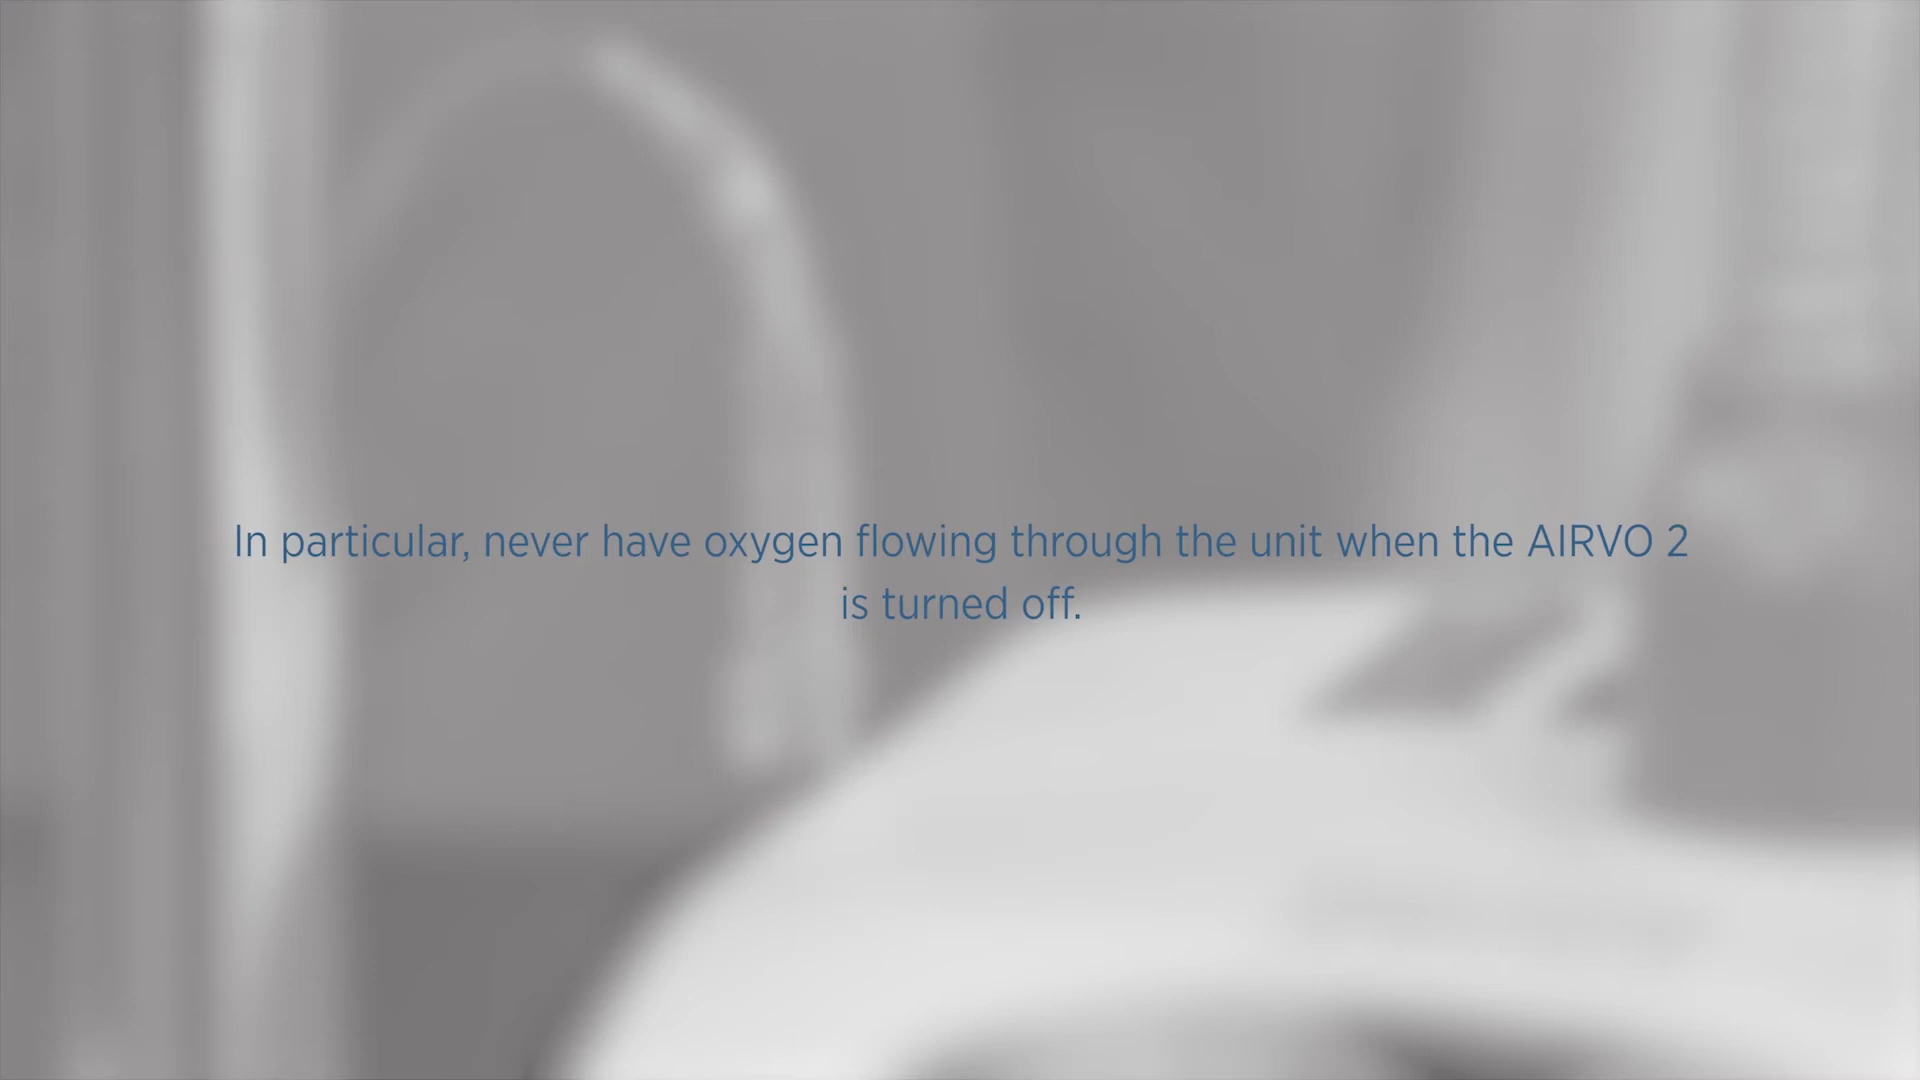 In particular, never have oxygen flowing through the unit when the AIRVO 2
is turned off.